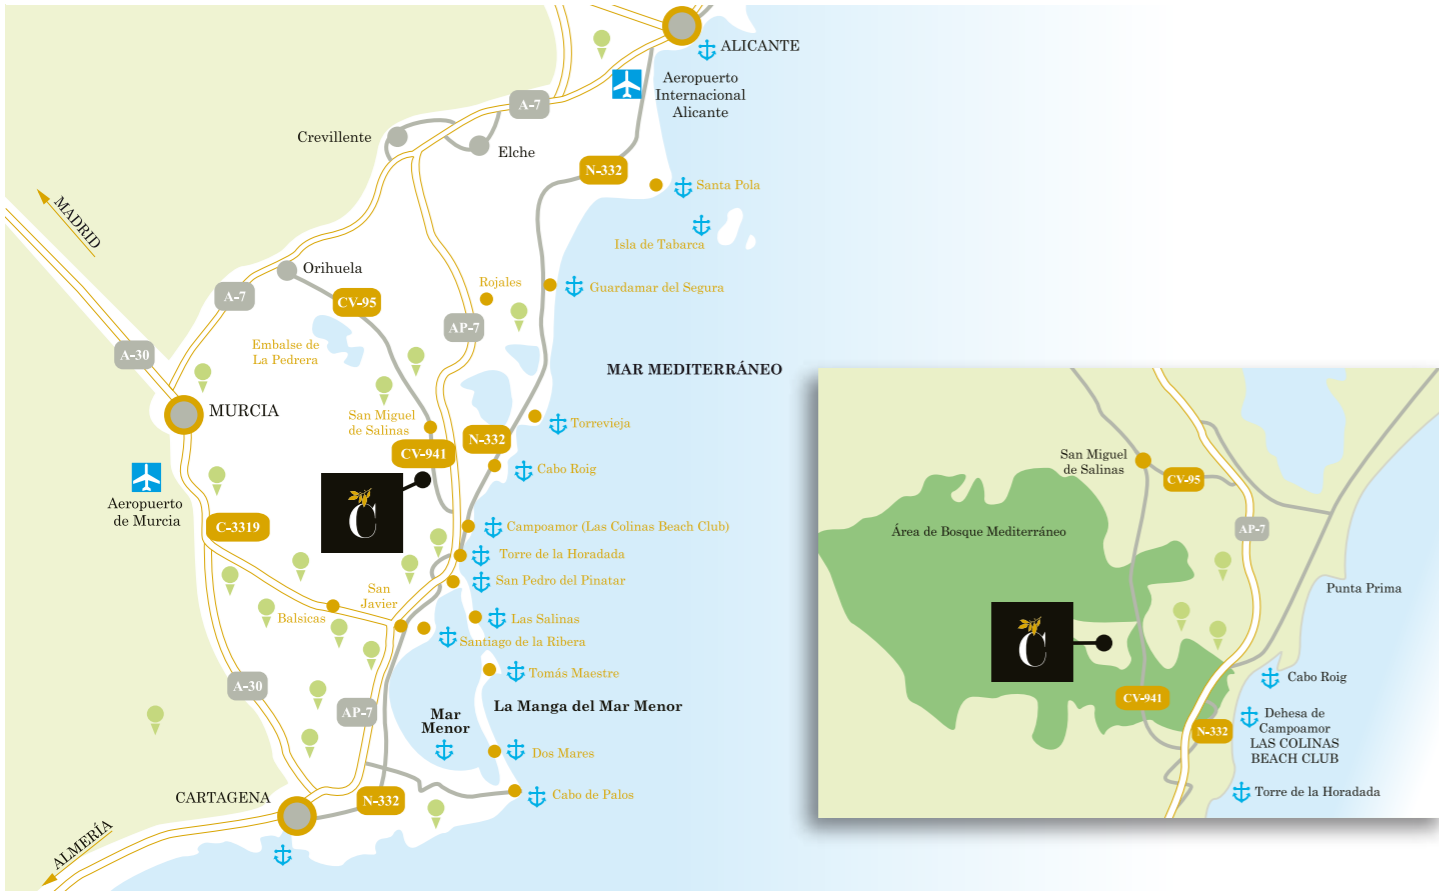 ALICANTE
Aeropuerto
Internacional
Alicante
A-7
Crevillente
Elche
N-332
Santa Pola
MADRID
Isla de Tabarca
Orihuela
A-7
CV-95
Rojales
Guardamar del Segura
AP-7
Embalse de
La Pedrera
A-30
MAR MEDITERRÁNEO
MURCIA
San Miguel
de Salinas
Torrevieja
N-332
CV-941
Cabo Roig
Aeropuerto
de Murcia
C
C-3319
Campoamor (Las Colinas Beach Club)
Torre de la Horadada
San Pedro del Pinatar
San
Javier
Balsicas
Las Salinas
Santiago de la Ribera
Tomás Maestre
A-30
AP-7
La Manga del Mar Menor
Mar
Menor
Dos Mares
CARTAGENA
N-332
Cabo de Palos
ALMERÍA
San Miguel
de Salinas
CV-95
Área de Bosque Mediterráneo
AP-7
Punta Prima
C
Cabo Roig
CV-941
N-332
Dehesa de
Campoamor
LAS COLINAS
BEACH CLUB
Torre de la Horadada